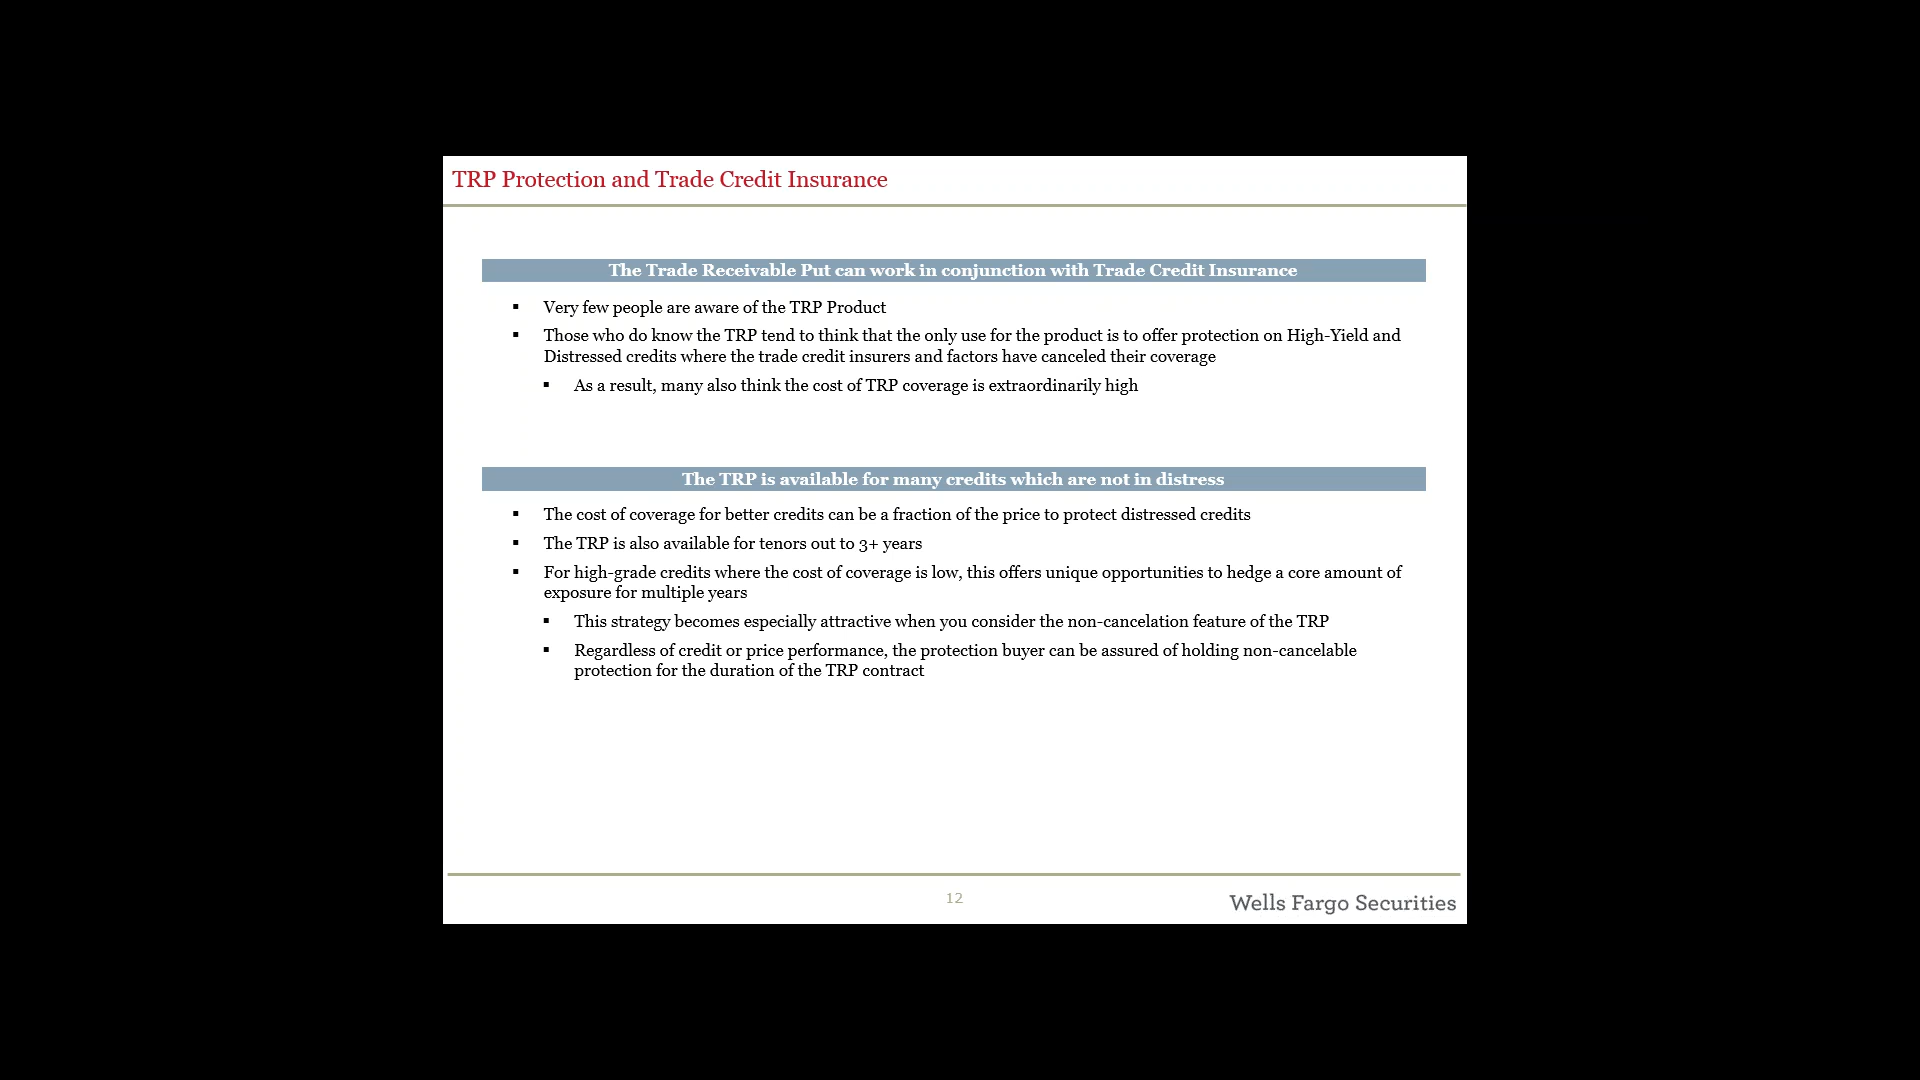 TRP Protection and Trade Credit Insurance
The Trade Receivable Put can work in conjunction with Trade Credit Insurance
▪ Very few people are aware of the TRP Product
▪ Those who do know the TRP tend to think that the only use for the product is to offer protection on High-Yield and
Distressed credits where the trade credit insurers and factors have canceled their coverage
▪ As a result, many also think the cost of TRP coverage is extraordinarily high
The TRP is available for many credits which are not in distress
▪ The cost of coverage for better credits can be a fraction of the price to protect distressed credits
▪ The TRP is also available for tenors out to 3+ years
▪ For high-grade credits where the cost of coverage is low, this offers unique opportunities to hedge a core amount of
exposure for multiple years
▪ This strategy becomes especially attractive when you consider the non-cancelation feature of the TRP
▪ Regardless of credit or price performance, the protection buyer can be assured of holding non-cancelable
protection for the duration of the TRP contract
12
Wells Fargo Securities